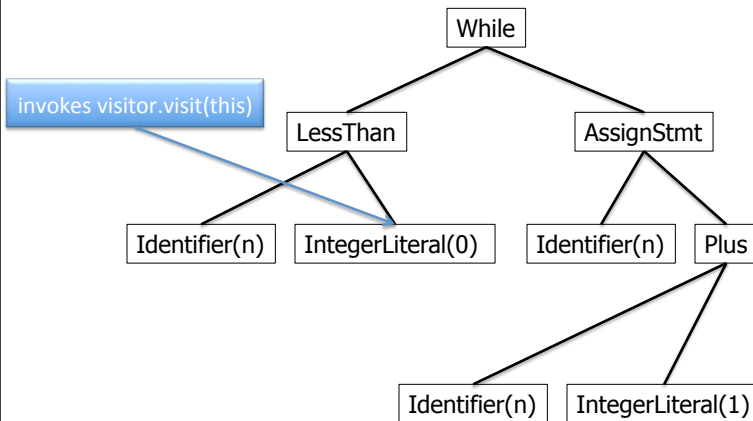 While
invokes visitor.visit(this)
LessThan
AssignStmt
Identifier(n)
IntegerLiteral(0)
Identifier(n)
Plus
Identifier(n)
IntegerLiteral(1)